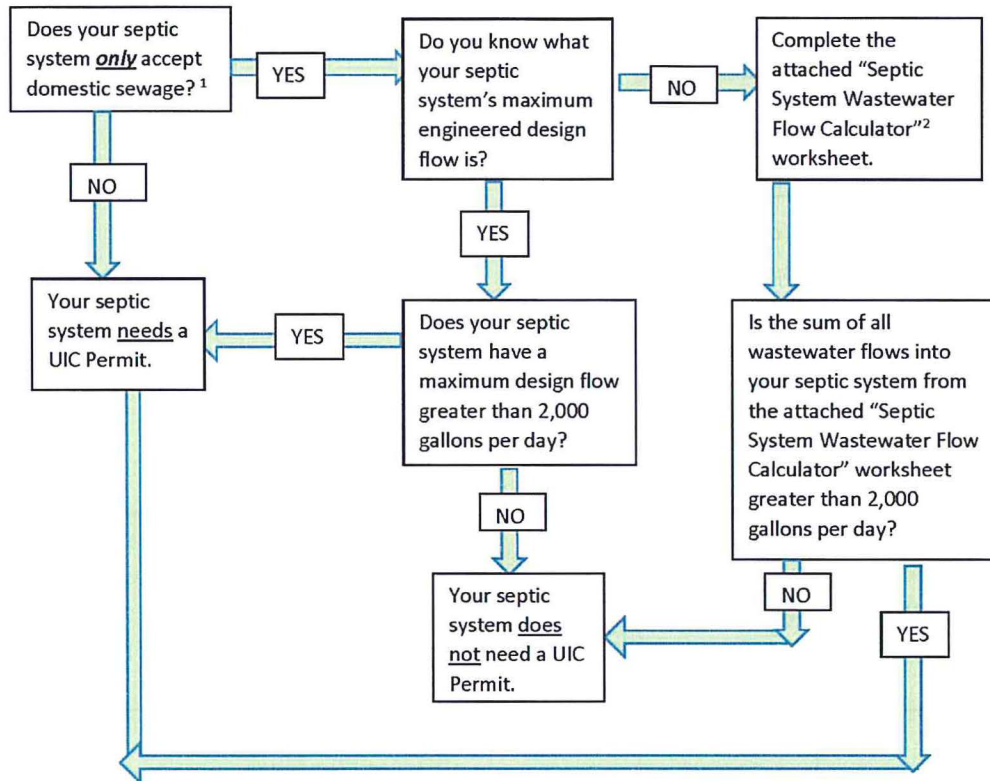 Does your septic
system only accept
domestic sewage? 1
YES
Do you know what
your septic
system's maximum
engineered design
flow is?
NO
Complete the
attached "Septic
System Wastewater
Flow Calculator"2
worksheet.
NO
YES
Your septic
system needs a
UIC Permit.
YES
Does your septic
system have a
maximum design flow
greater than 2,000
gallons per day?
Is the sum of all
wastewater flows into
your septic system from
the attached "Septic
System Wastewater Flow
Calculator" worksheet
greater than 2,000
gallons per day?
NO
NO
YES
Your septic
system does
not need a UIC
Permit.